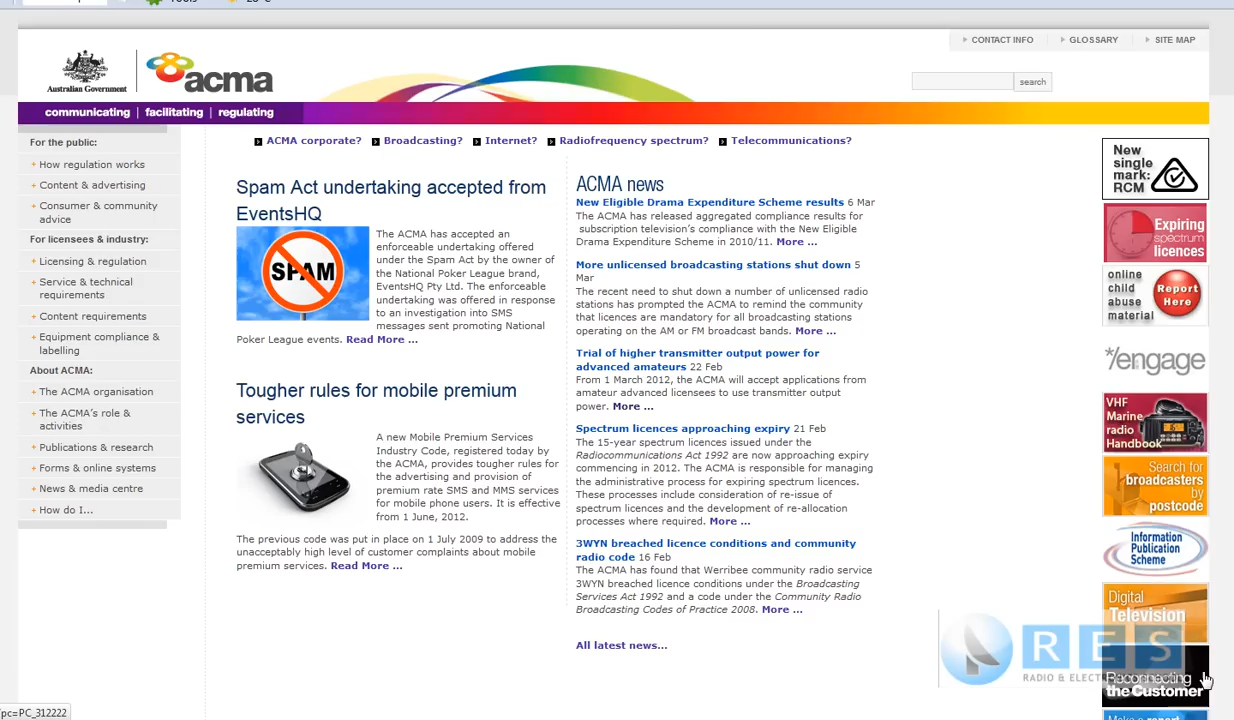 CONTACT INFO
GLOSSARY
SITE MAP
Australian Government
acma
search
communicating | facilitating | regulating
ACMA corporate?
Broadcasting?
Internet?
Radiofrequency spectrum?
Telecommunications?
For the public:
How regulation works
Content & advertising
Consumer & community
advice
For licensees & industry:
Licensing & regulation
Service & technical
requirements
Content requirements
Equipment compliance &
labelling
About ACMA:
The ACMA organisation
The ACMA's role &
activities
Publications & research
Forms & online systems
News & media centre
How do I...
Spam Act undertaking accepted from
EventsHQ
SPAM
The ACMA has accepted an
enforceable undertaking offered
under the Spam Act by the owner of
the National Poker League brand,
EventsHQ Pty Ltd. The enforceable
undertaking was offered in response
to an investigation into SMS
messages sent promoting National
Poker League events. Read More ...
Tougher rules for mobile premium
services
A new Mobile Premium Services
Industry Code, registered today by
the ACMA, provides tougher rules for
the advertising and provision of
premium rate SMS and MMS services
for mobile phone users. It is effective
from 1 June, 2012.
The previous code was put in place on 1 July 2009 to address the
unacceptably high level of customer complaints about mobile
premium services. Read More ...
ACMA news
New Eligible Drama Expenditure Scheme results 6 Mar
The ACMA has released aggregated compliance results for
subscription television's compliance with the New Eligible
Drama Expenditure Scheme in 2010/11. More ...
More unlicensed broadcasting stations shut down 5
Mar
The recent need to shut down a number of unlicensed radio
stations has prompted the ACMA to remind the community
that licences are mandatory for all broadcasting stations
operating on the AM or FM broadcast bands. More ...
Trial of higher transmitter output power for
advanced amateurs 22 Feb
From 1 March 2012, the ACMA will accept applications from
amateur advanced licensees to use transmitter output
power. More ...
Spectrum licences approaching expiry 21 Feb
The 15-year spectrum licences issued under the
Radiocommunications Act 1992 are now approaching expiry
commencing in 2012. The ACMA is responsible for managing
the administrative process for expiring spectrum licences.
These processes include consideration of re-issue of
spectrum licences and the development of re-allocation
processes where required. More ...
3WYN breached licence conditions and community
radio code 16 Feb
The ACMA has found that Werribee community radio service
3WYN breached licence conditions under the Broadcasting
Services Act 1992 and a code under the Community Radio
Broadcasting Codes of Practice 2008. More ...
All latest news...
New
single
mark:
RCM
Expiring
spectrum
licences
online
child
abuse
material
Report
Here
*/engage
VHF
Marine
radio
Handbook
Search for
broadcasters
by
postcode
Information
Publication
Scheme
Digital
Television
RES
RADIO &
Reconnecting
the Customer
pc=PC_312222